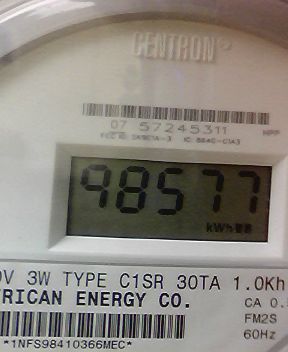 CENTRON®
07 57245311
98577
kWh
0V 3W TYPE C1SR 30TA 1.0Kh
RICAN ENERGY CO.
CA 0.5
FM2S
60Hz
*1NFS98410366MEC*